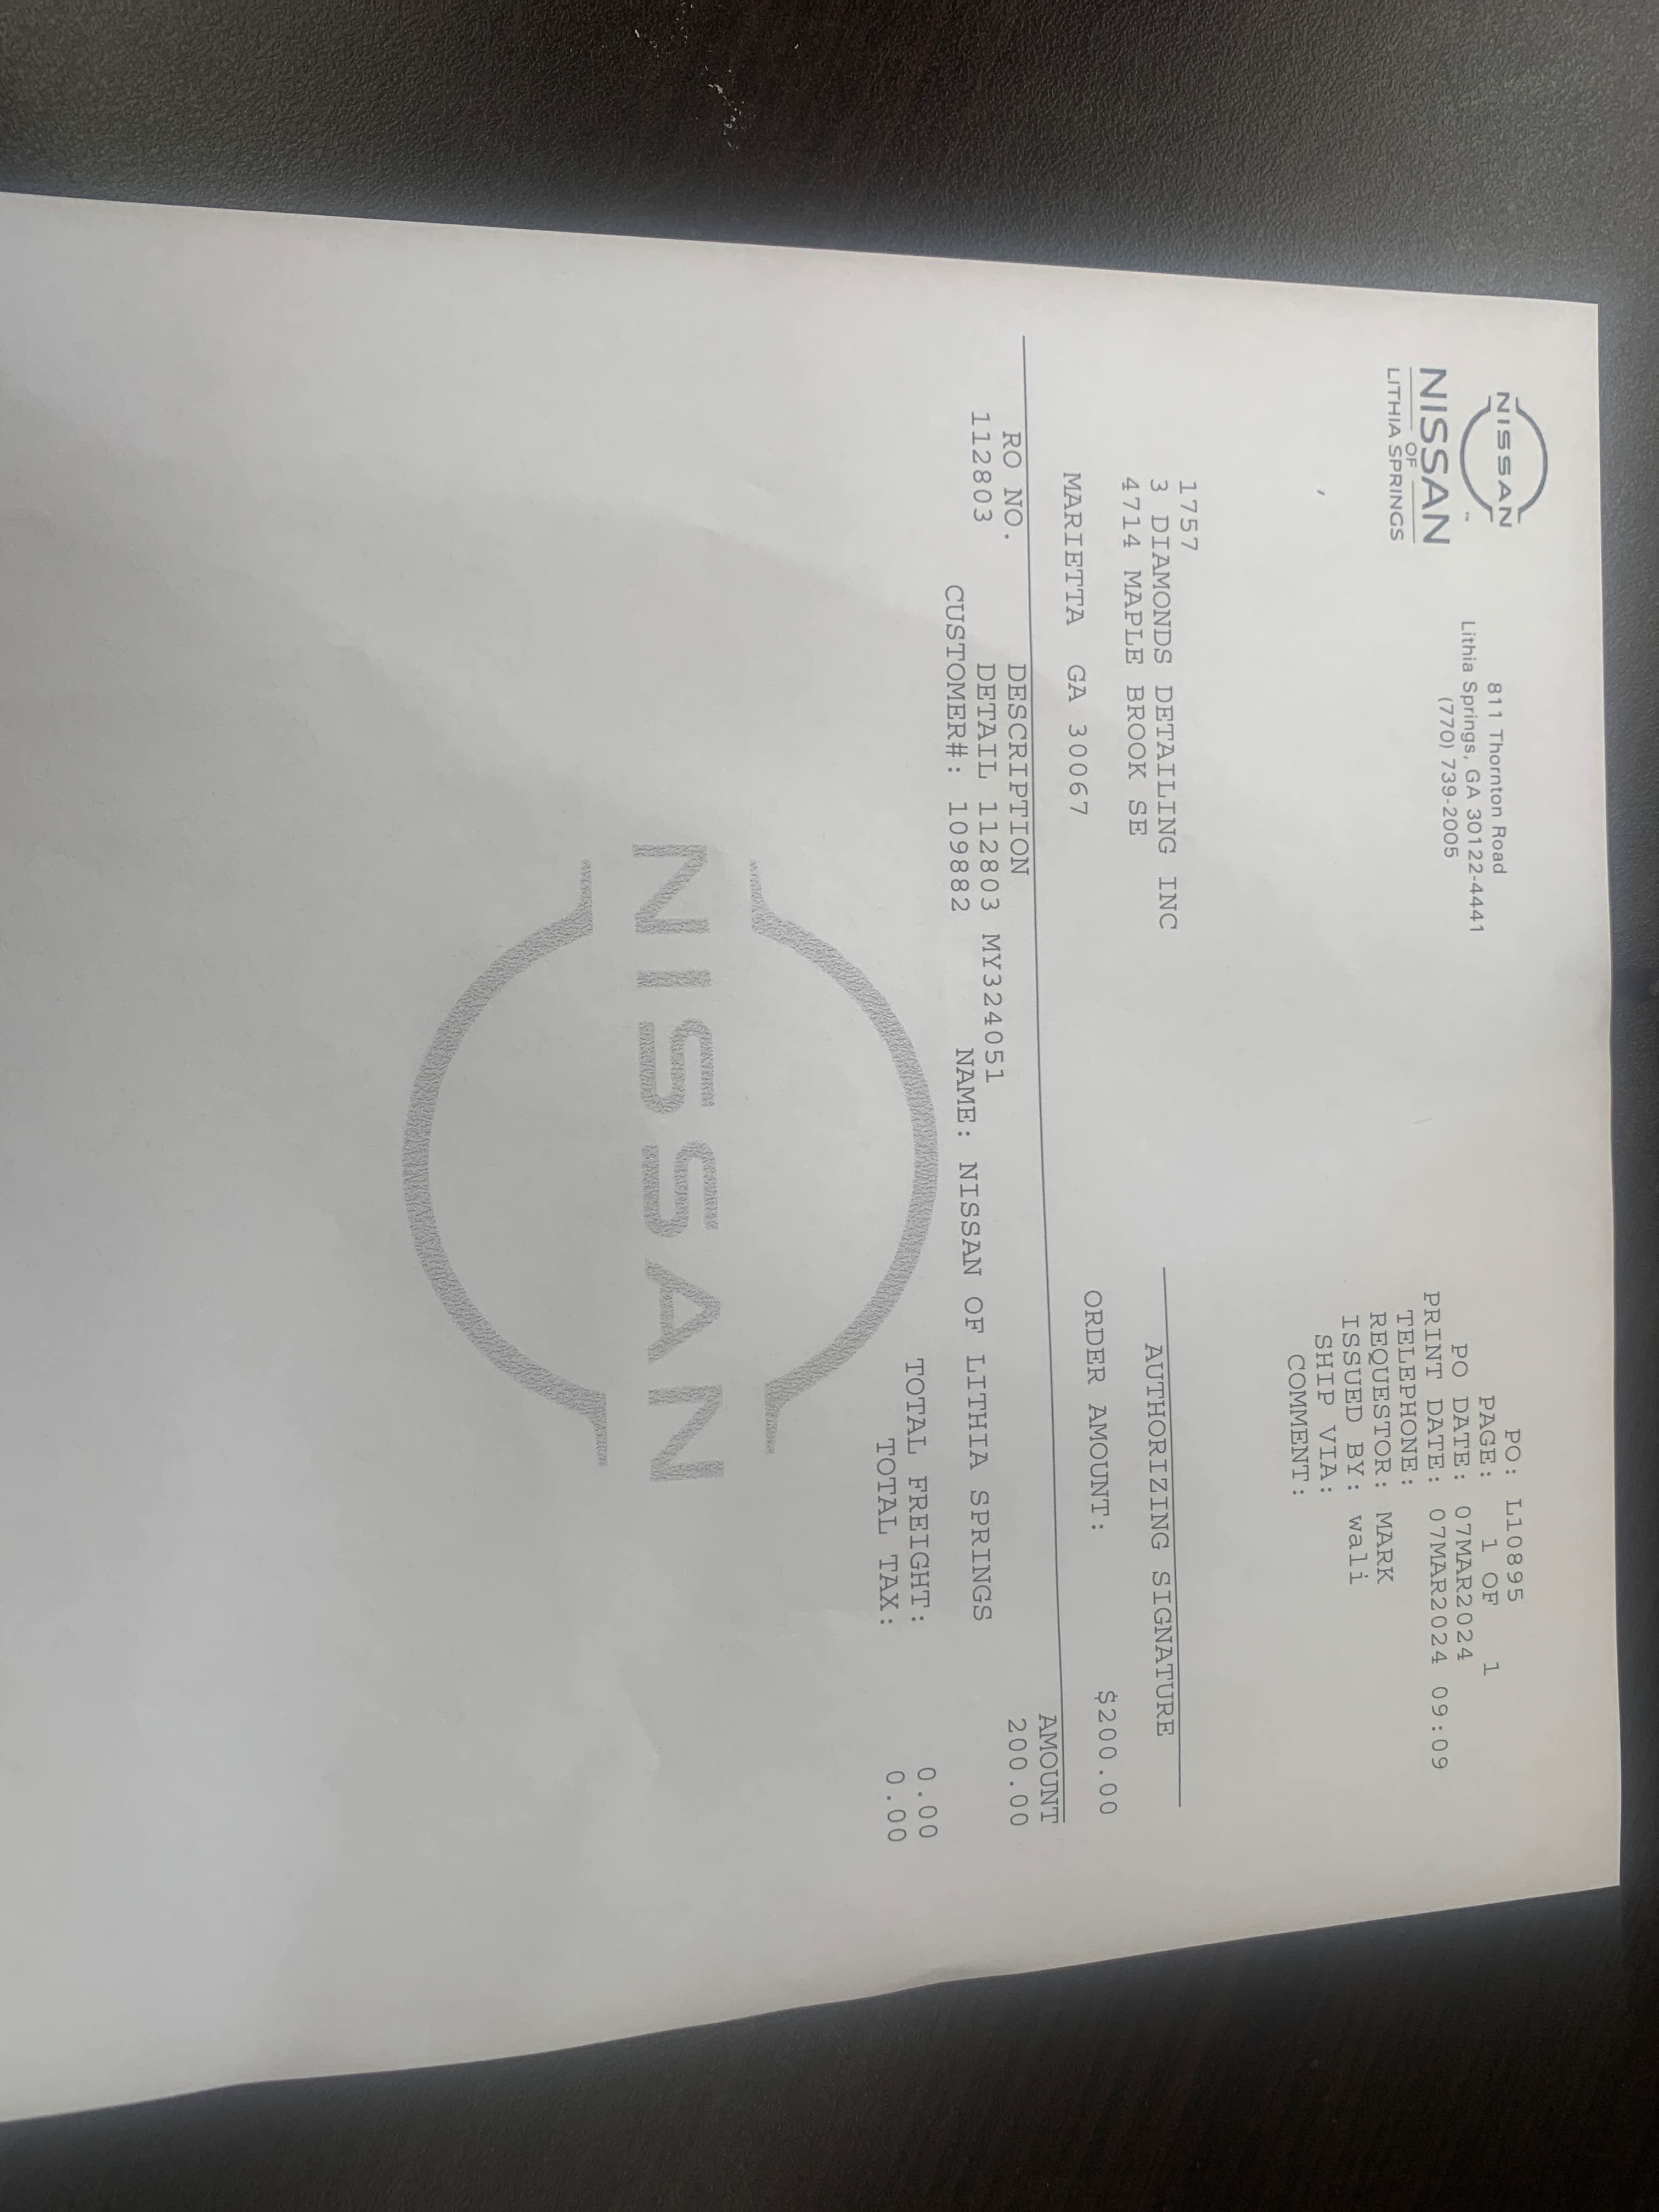 NISSAN
NISSAN
OF
LITHIA SPRINGS
811 Thornton Road
Lithia Springs, GA 30122-4441
(770) 739-2005
PO: L10895
PAGE: 1 OF 1
PO DATE: 07MAR2024
PRINT DATE: 07MAR2024 09:09
TELEPHONE:
REQUESTOR: MARK
ISSUED BY: wali
SHIP VIA:
COMMENT:
,
1757
3 DIAMONDS DETAILING INC
4714 MAPLE BROOK SE
MARIETTA GA 30067
AUTHORIZING SIGNATURE
ORDER AMOUNT: $200.00
RO NO. DESCRIPTION AMOUNT
112803 DETAIL 112803 MY324051 200.00
CUSTOMER#: 109882 NAME: NISSAN OF LITHIA SPRINGS
TOTAL FREIGHT: 0.00
TOTAL TAX: 0.00
NISSAN